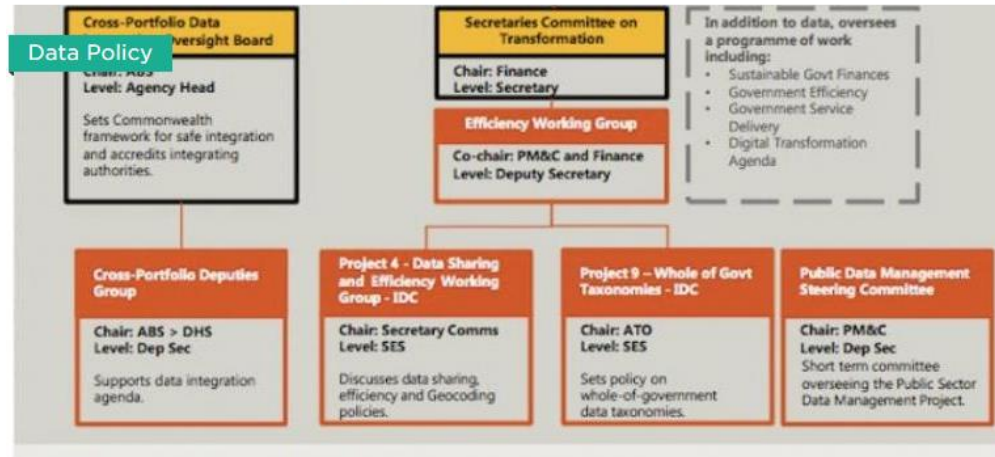 Cross-Portfolio Data
versight Board
Data Policy
Level: Agency Head
Sets Commonwealth
framework for safe integration
and accredits integrating
authorities.
Secretaries Committee on
Transformation
Chair: Finance
Level: Secretary
Efficiency Working Group
Co-chair: PM&C and Finance
Level: Deputy Secretary
In addition to data, oversees
a programme of work
including:
• Sustainable Govt Finances
• Government Efficiency
• Government Service
Delivery
• Digital Transformation
Agenda
Cross-Portfolio Deputies
Group
Chair: ABS > DHS
Level: Dep Sec
Supports data integration
agenda.
Project 4 - Data Sharing
and Efficiency Working
Group - IDC
Chair: Secretary Comms
Level: SES
Discusses data sharing,
efficiency and Geocoding
policies.
Project 9 – Whole of Govt
Taxonomies - IDC
Chair: ATO
Level: SES
Sets policy on
whole-of-government
data taxonomies.
Public Data Management
Steering Committee
Chair: PM&C
Level: Dep Sec
Short term committee
overseeing the Public Sector
Data Management Project.